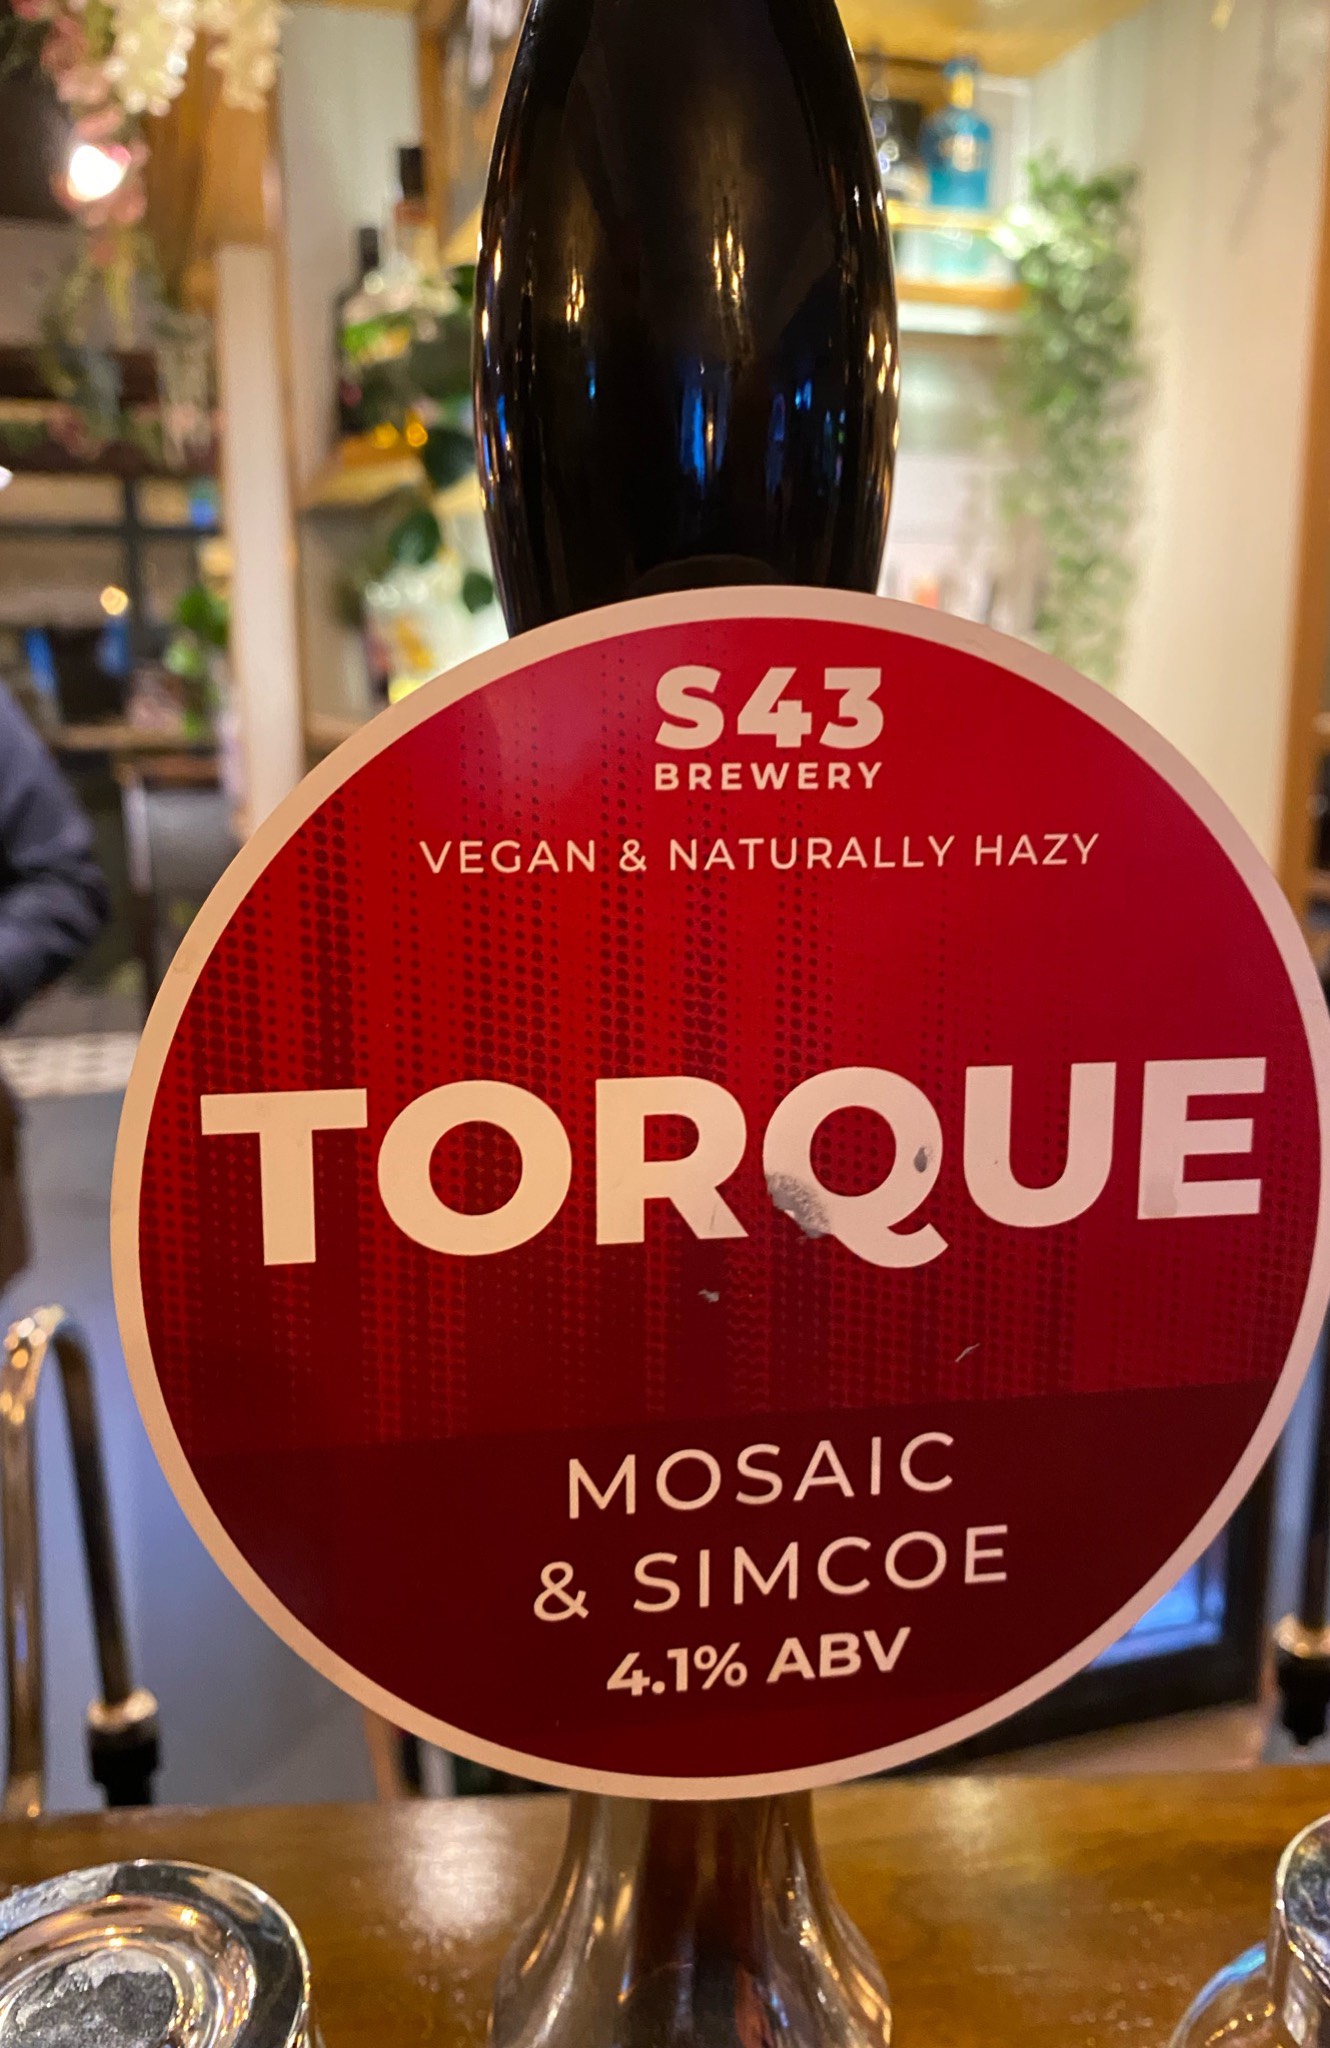 S43
BREWERY
VEGAN & NATURALLY HAZY
TORQUE
MOSAIC
& SIMCOE
4.1% ABV